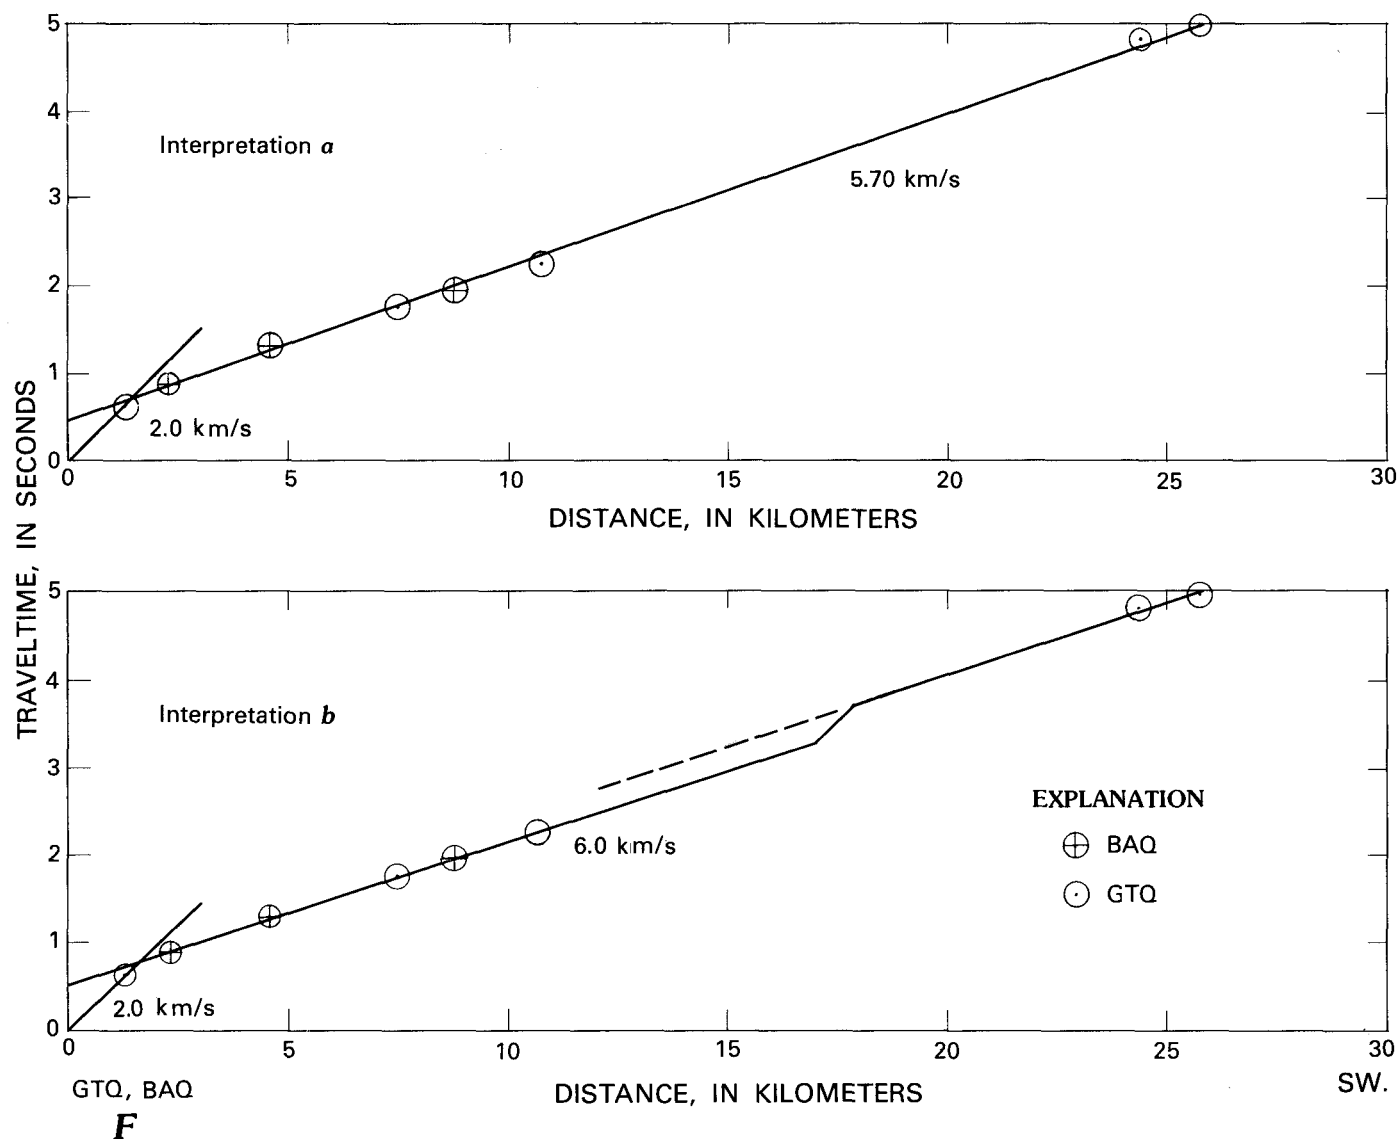 5
4
Interpretation a
5.70 km/s
3
2
1
2.0 km/s
0
0 5 10 15 20 25 30
DISTANCE, IN KILOMETERS
TRAVELTIME, IN SECONDS
5
4
Interpretation b
3
EXPLANATION
BAQ
6.0 km/s
2
GTQ
1
2.0 km/s
0
0 5 10 15 20 25 30
GTQ, BAQ
DISTANCE, IN KILOMETERS
SW.
F